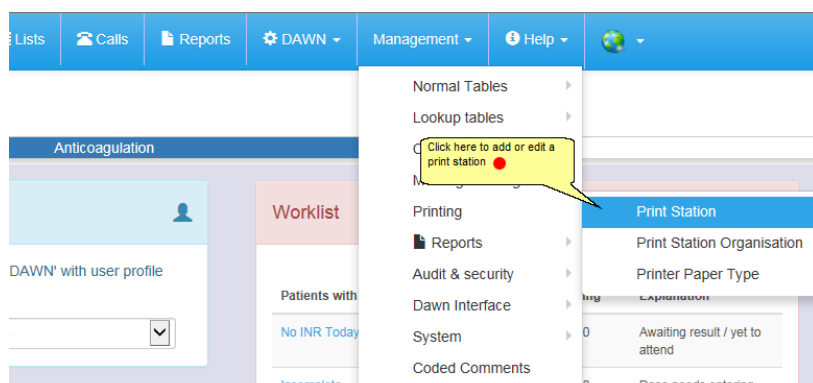 Lists Calls Reports DAWN Management Help
Normal Tables
Lookup tables
Anticoagulation
Click here to add or edit a
print station
Worklist
Printing
Print Station
Reports
Print Station Organisation
DAWN' with user profile
Audit & security
Printer Paper Type
Patients with
Dawn Interface
Explanation
No INR Today
System
0
Awaiting result / yet to
attend
Coded Comments